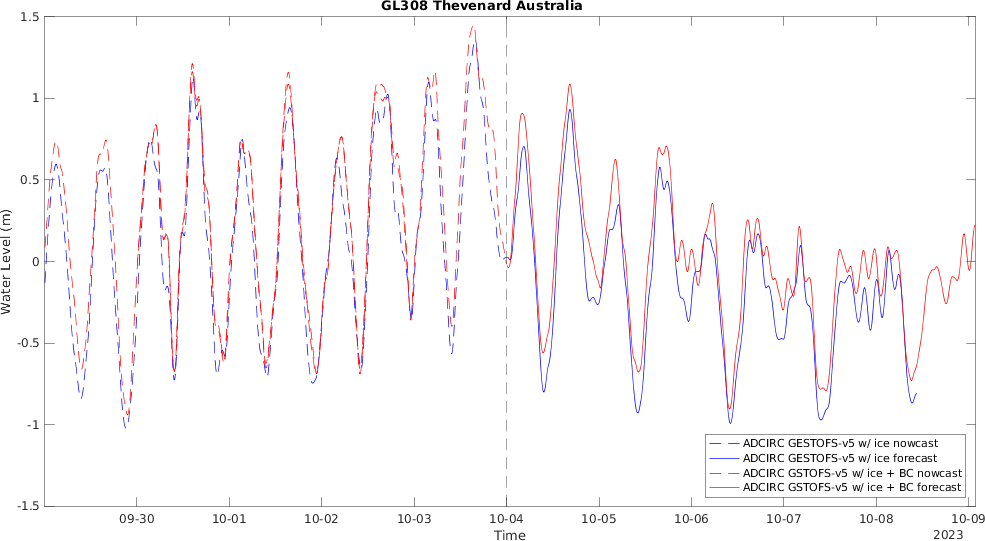 GL308 Thevenard Australia
1.5
1
0.5
0
-0.5
-1
-1.5
Water Level (m)
09-30
10-01
10-02
10-03
10-04
10-05
10-06
10-07
10-08
10-09
Time
2023
ADCIRC GESTOFS-v5 w/ ice nowcast
ADCIRC GESTOFS-v5 w/ ice forecast
ADCIRC GSTOFS-v5 w/ ice + BC nowcast
ADCIRC GSTOFS-v5 w/ ice + BC forecast